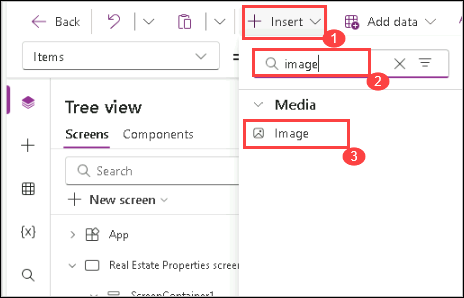 Back
Insert
Add data
1
Items
=
image
2
Tree view
Media
Screens
Components
Image
3
Search
New screen
App
{x}
Real Estate Properties screen
ScreenContainer1